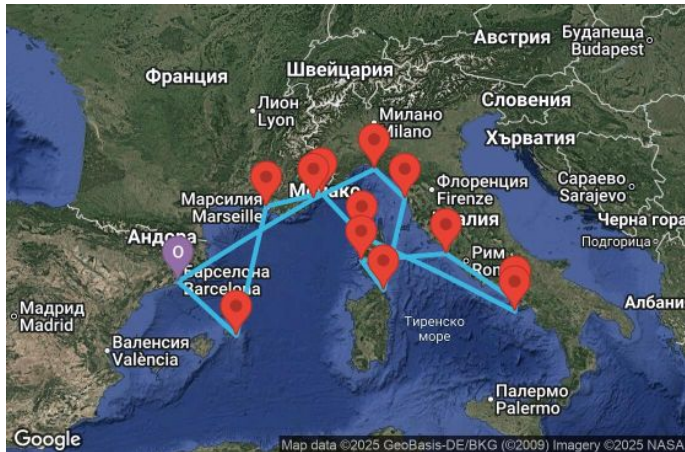 Австрия
Будапеща
Budapest
Франция
Швейцария
Словения
Лион
Lyon
Милано
Milano
Хърватия
Монако
Марсилия
Marseille
Флоренция
Firenze
Сараево
Sarajevo
Италия
Черна гора
Андора
Подгорица
О
Барселона
Barcelona
Рим
Мадрид
Madrid
Албани
Валенсия
València
Тиренско
море
Палермо
Palermo
Google
Map data ©2025 GeoBasis-DE/BKG (©2009) Imagery ©2025 NASA